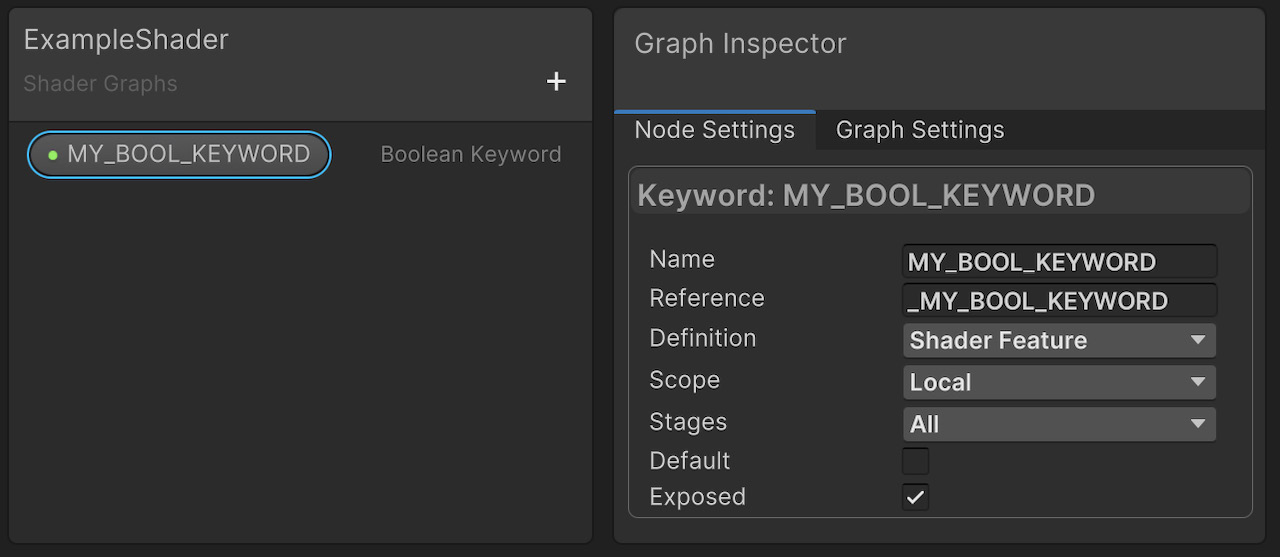 ExampleShader
Shader Graphs
+
MY_BOOL_KEYWORD Boolean Keyword
Graph Inspector
Node Settings Graph Settings
Keyword: MY_BOOL_KEYWORD
Name MY_BOOL_KEYWORD
Reference _MY_BOOL_KEYWORD
Definition Shader Feature
Scope Local
Stages All
Default
Exposed